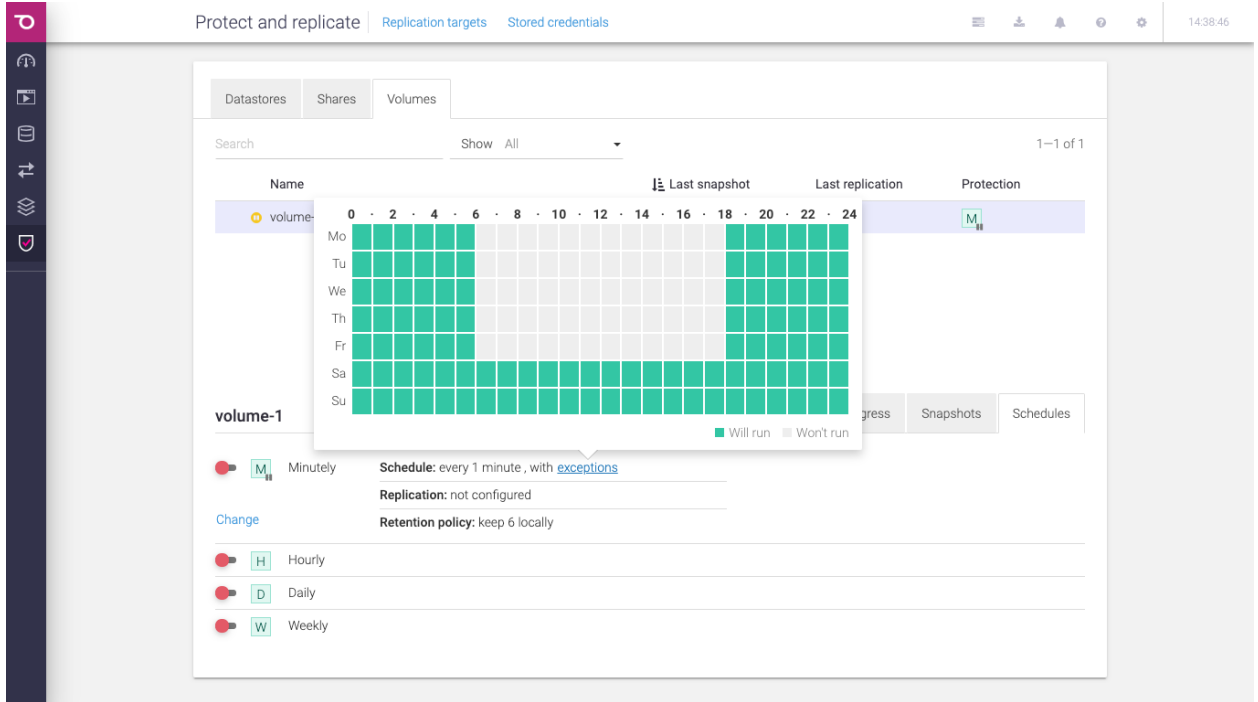 Protect and replicate Replication targets Stored credentials 14:38:46
Datastores Shares Volumes
Search Show All 1—1 of 1
Name Last snapshot Last replication Protection
volume- M
0 · 2 · 4 · 6 · 8 · 10 · 12 · 14 · 16 · 18 · 20 · 22 · 24
Mo
Tu
We
Th
Fr
Sa
Su
Will run Won't run
volume-1 gress Snapshots Schedules
M Minutely Schedule: every 1 minute , with exceptions
Replication: not configured
Change Retention policy: keep 6 locally
H Hourly
D Daily
W Weekly